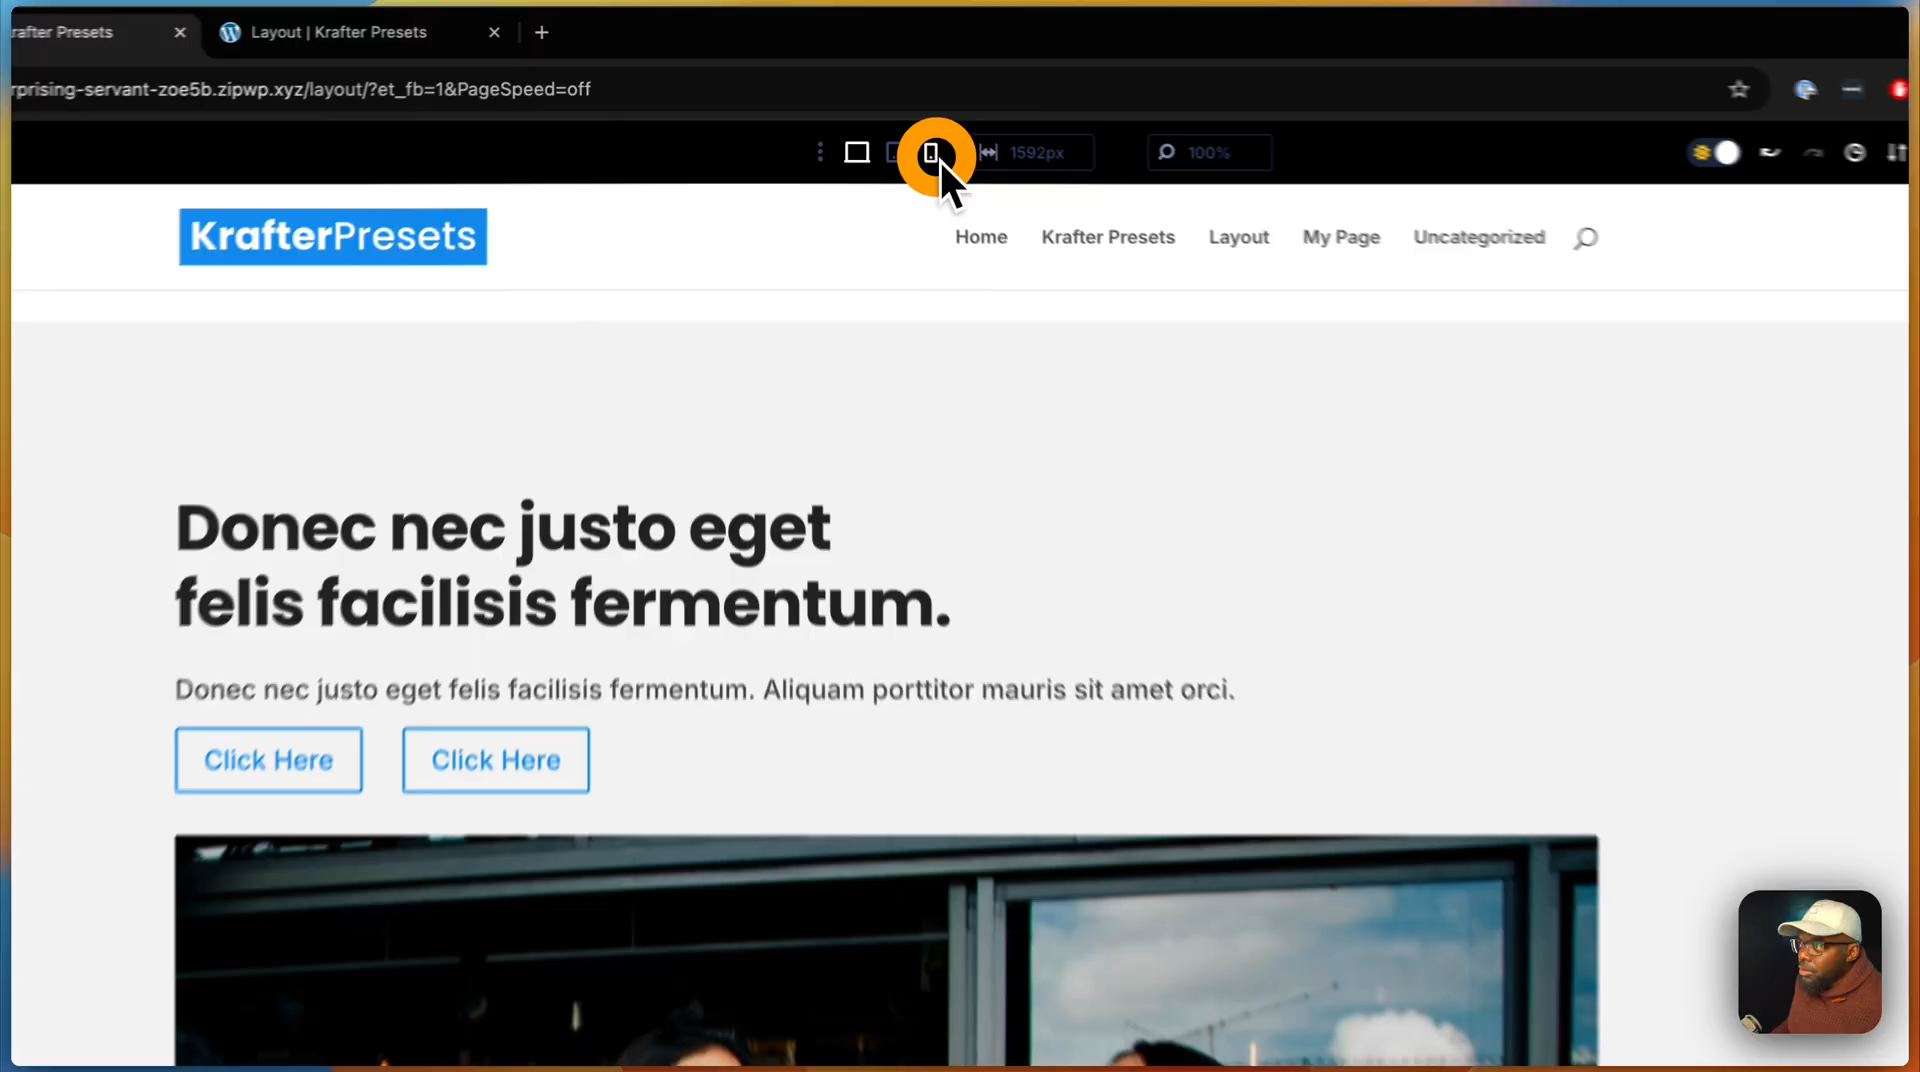 rafter Presets
Layout | Krafter Presets
rprising-servant-zoe5b.zipwp.xyz/layout/?et_fb=1&PageSpeed=off
1592px
100%
KrafterPresets
Home
Krafter Presets
Layout
My Page
Uncategorized
Donec nec justo eget
felis facilisis fermentum.
Donec nec justo eget felis facilisis fermentum. Aliquam porttitor mauris sit amet orci.
Click Here
Click Here